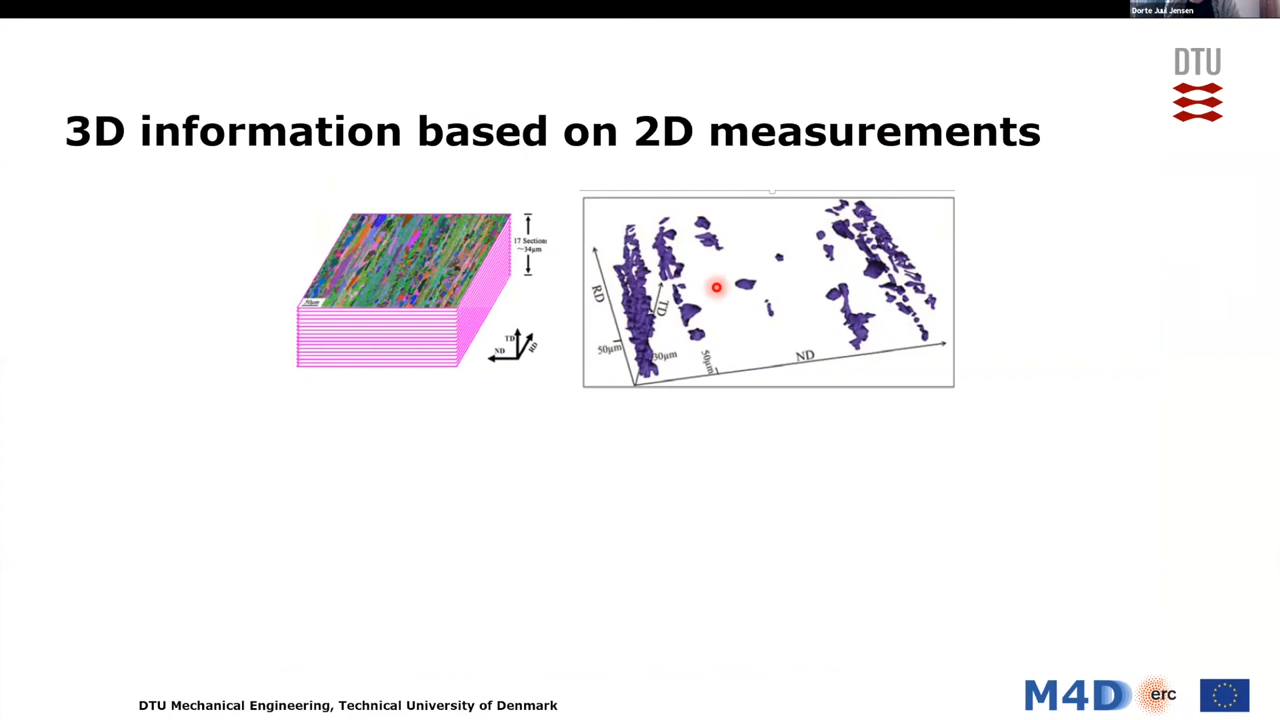 Dorte Juul Jensen
DTU
3D information based on 2D measurements
17 Sections
~34μm
50μm
TD
ND
RD
RD
TD
50μm
30μm
50μm
ND
DTU Mechanical Engineering, Technical University of Denmark
M4D
erc